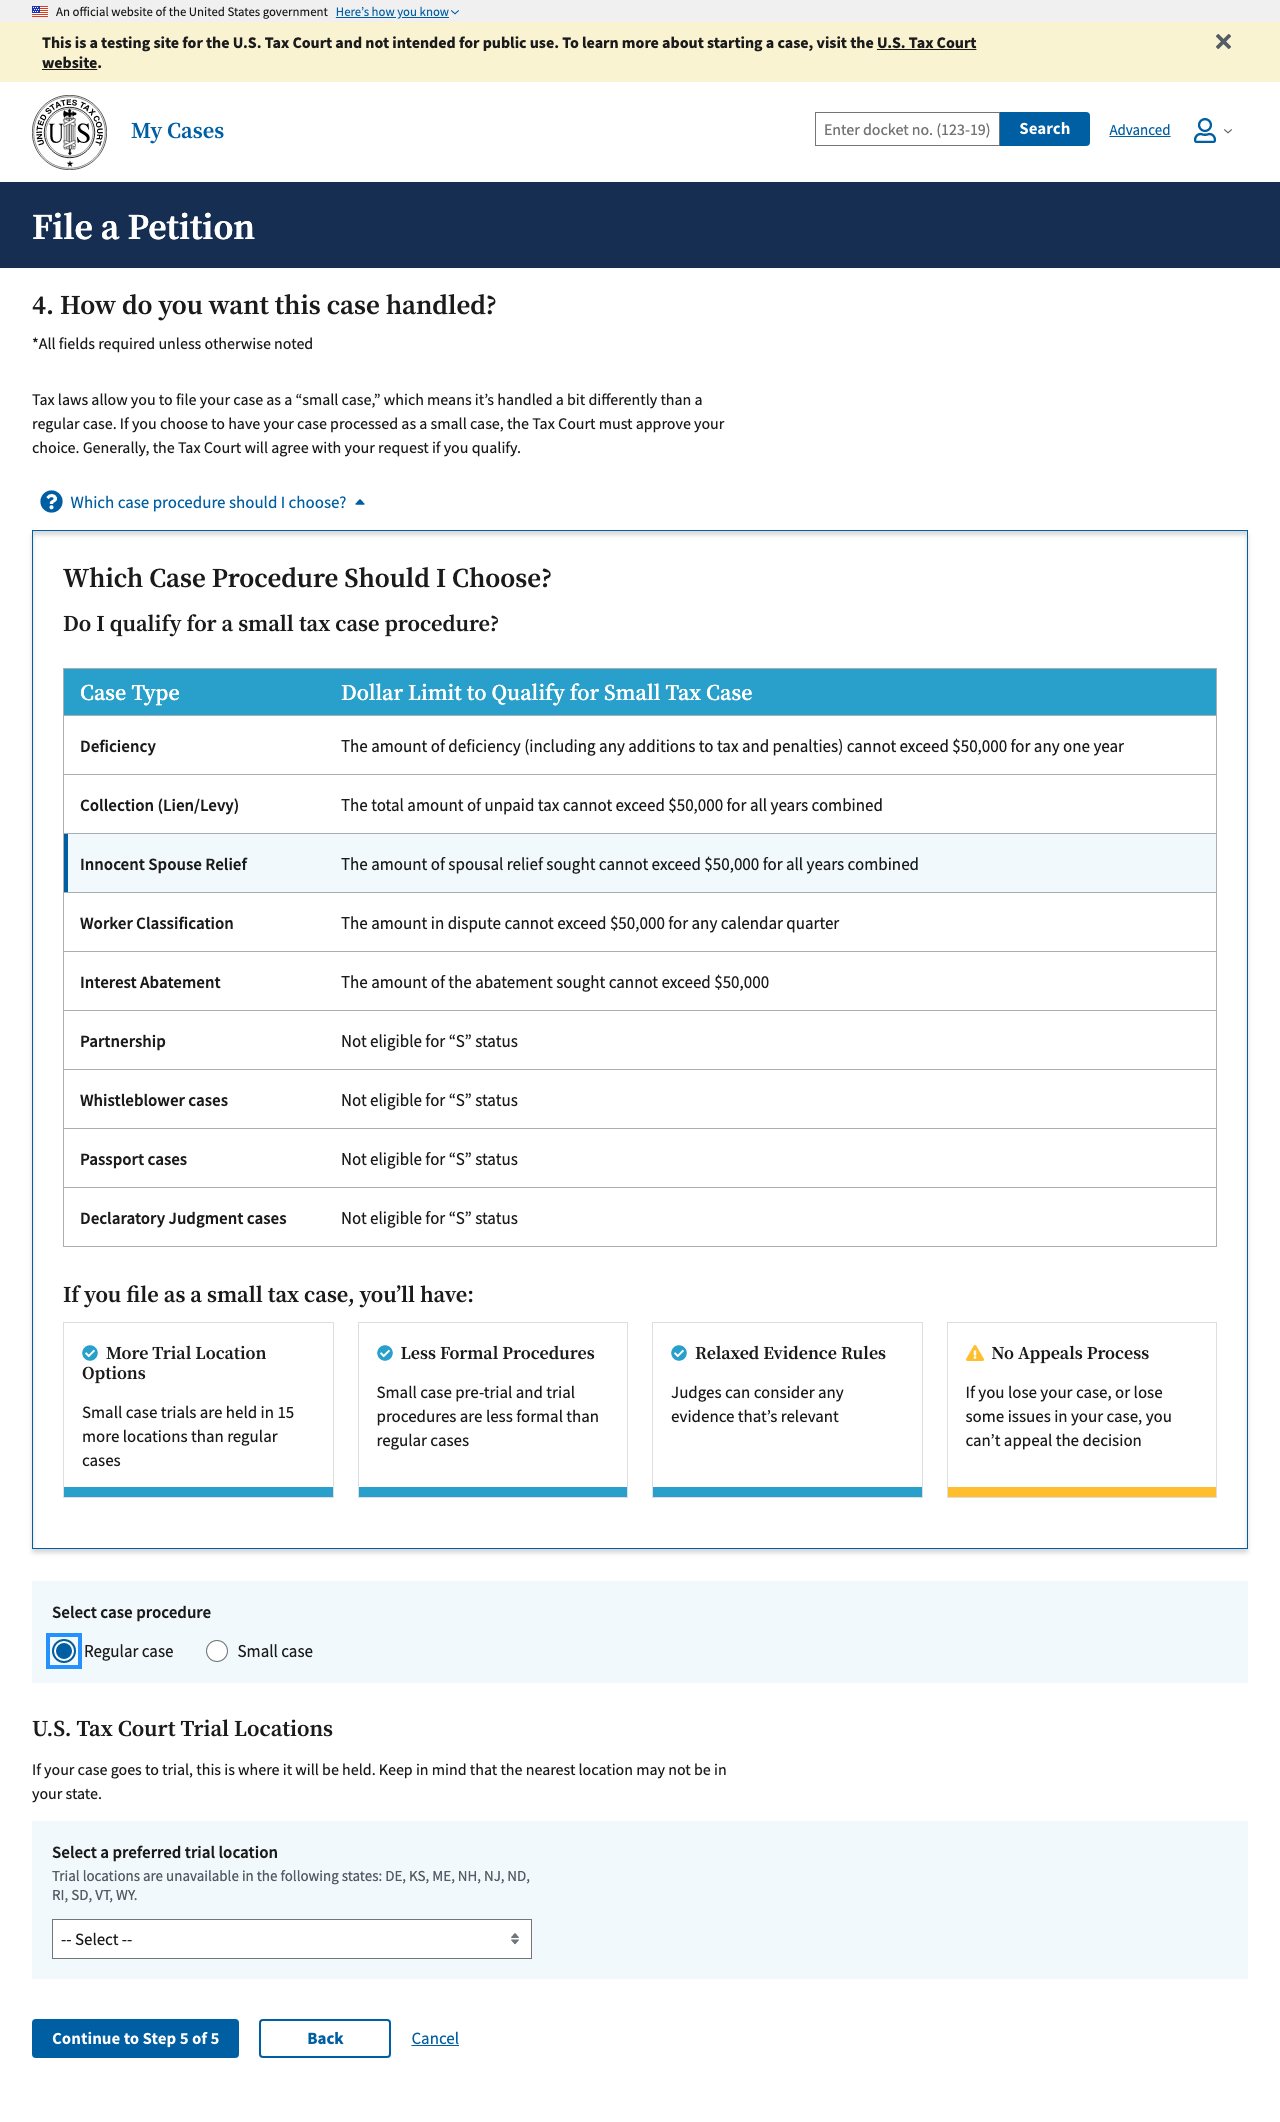 An official website of the United States government Here's how you know
This is a testing site for the U.S. Tax Court and not intended for public use. To learn more about starting a case, visit the U.S. Tax Court
website.
UNITED STATES TAX COURT
US
My Cases
Enter docket no. (123-19)
Search
Advanced
File a Petition
4. How do you want this case handled?
*All fields required unless otherwise noted
Tax laws allow you to file your case as a “small case,” which means it’s handled a bit differently than a
regular case. If you choose to have your case processed as a small case, the Tax Court must approve your
choice. Generally, the Tax Court will agree with your request if you qualify.
Which case procedure should I choose?
Which Case Procedure Should I Choose?
Do I qualify for a small tax case procedure?
Case Type Dollar Limit to Qualify for Small Tax Case
Deficiency The amount of deficiency (including any additions to tax and penalties) cannot exceed $50,000 for any one year
Collection (Lien/Levy) The total amount of unpaid tax cannot exceed $50,000 for all years combined
Innocent Spouse Relief The amount of spousal relief sought cannot exceed $50,000 for all years combined
Worker Classification The amount in dispute cannot exceed $50,000 for any calendar quarter
Interest Abatement The amount of the abatement sought cannot exceed $50,000
Partnership Not eligible for “S” status
Whistleblower cases Not eligible for “S” status
Passport cases Not eligible for “S” status
Declaratory Judgment cases Not eligible for “S” status
If you file as a small tax case, you’ll have:
More Trial Location
Options
Small case trials are held in 15
more locations than regular
cases
Less Formal Procedures
Small case pre-trial and trial
procedures are less formal than
regular cases
Relaxed Evidence Rules
Judges can consider any
evidence that’s relevant
No Appeals Process
If you lose your case, or lose
some issues in your case, you
can’t appeal the decision
Select case procedure
Regular case Small case
U.S. Tax Court Trial Locations
If your case goes to trial, this is where it will be held. Keep in mind that the nearest location may not be in
your state.
Select a preferred trial location
Trial locations are unavailable in the following states: DE, KS, ME, NH, NJ, ND,
RI, SD, VT, WY.
-- Select --
Continue to Step 5 of 5 Back Cancel